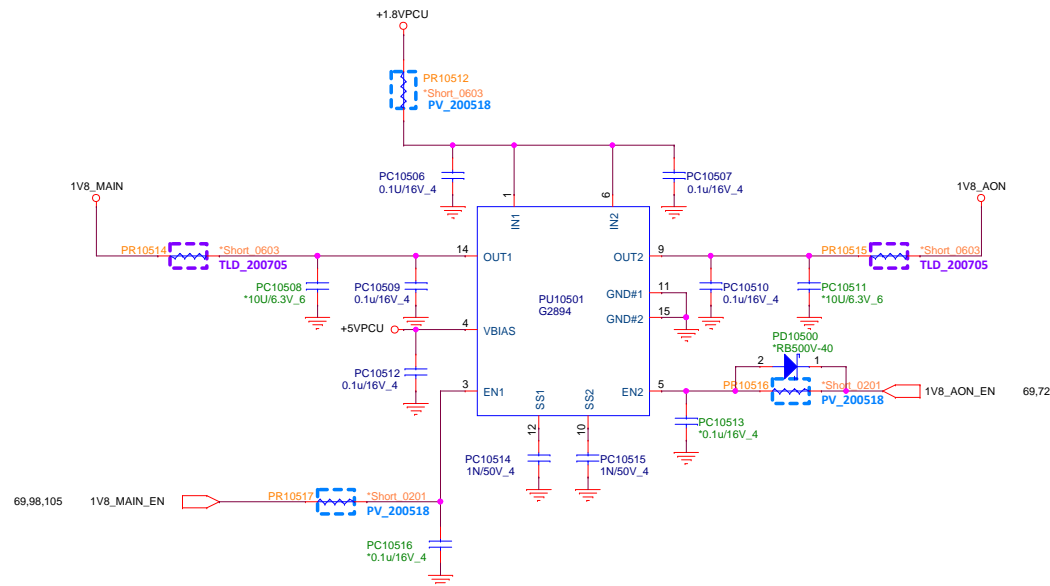 +1.8VPCU
PR10512
*Short_0603
PV_200518
PC10506
0.1U/16V_4
PC10507
0.1u/16V_4
1
6
IN1
IN2
1V8_MAIN
1V8_AON
PR10514
*Short_0603
TLD_200705
14
OUT1
OUT2
9
PR10515
*Short_0603
TLD_200705
PC10508
*10U/6.3V_6
PC10509
0.1u/16V_4
PU10501
G2894
GND#1
11
GND#2
15
PC10510
0.1u/16V_4
PC10511
*10U/6.3V_6
+5VPCU
4
VBIAS
PD10500
*RB500V-40
2
1
PC10512
0.1u/16V_4
3
EN1
EN2
5
PR10516
*Short_0201
PV_200518
1V8_AON_EN
69,72
SS1
SS2
12
10
PC10513
*0.1u/16V_4
PC10514
1N/50V_4
PC10515
1N/50V_4
69,98,105
1V8_MAIN_EN
PR10517
*Short_0201
PV_200518
PC10516
*0.1u/16V_4